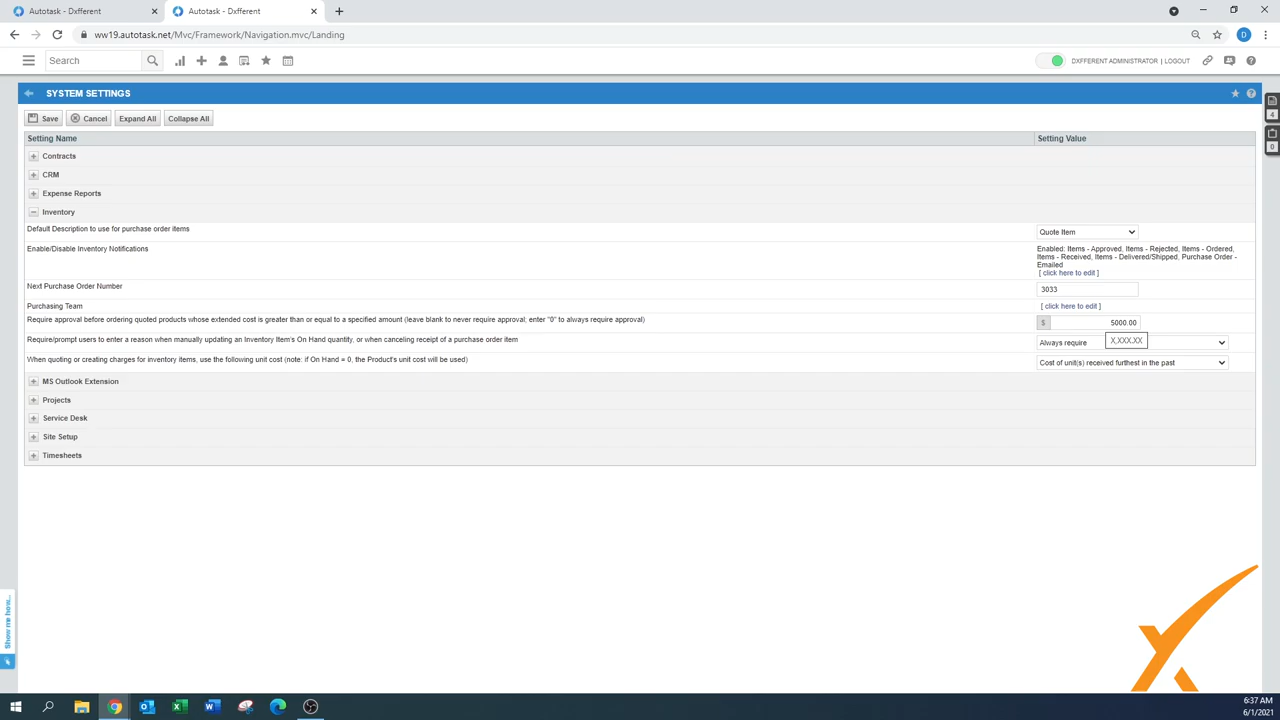 Autotask - Dxfferent
Autotask - Dxfferent
ww19.autotask.net/Mvc/Framework/Navigation.mvc/Landing
D
Search
DXFFERENT ADMINISTRATOR | LOGOUT
SYSTEM SETTINGS
4
0
Save
Cancel
Expand All
Collapse All
Setting Name
Setting Value
Contracts
CRM
Expense Reports
Inventory
Default Description to use for purchase order items
Quote Item
Enable/Disable Inventory Notifications
Enabled: Items - Approved, Items - Rejected, Items - Ordered,
Items - Received, Items - Delivered/Shipped, Purchase Order -
Emailed
[ click here to edit ]
Next Purchase Order Number
3033
Purchasing Team
[ click here to edit ]
Require approval before ordering quoted products whose extended cost is greater than or equal to a specified amount (leave blank to never require approval; enter "0" to always require approval)
$ 5000.00
Require/prompt users to enter a reason when manually updating an Inventory Item's On Hand quantity, or when canceling receipt of a purchase order item
Always require
X,XXX.XX
When quoting or creating charges for inventory items, use the following unit cost (note: if On Hand = 0, the Product's unit cost will be used)
Cost of unit(s) received furthest in the past
MS Outlook Extension
Projects
Service Desk
Site Setup
Timesheets
Show me how...
6:37 AM
6/1/2021